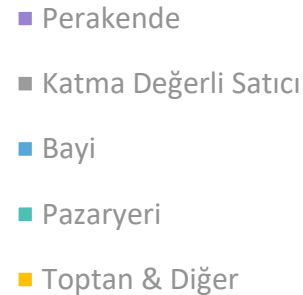 Perakende
Katma Değerli Satıcı
Bayi
Pazaryeri
Toptan & Diğer